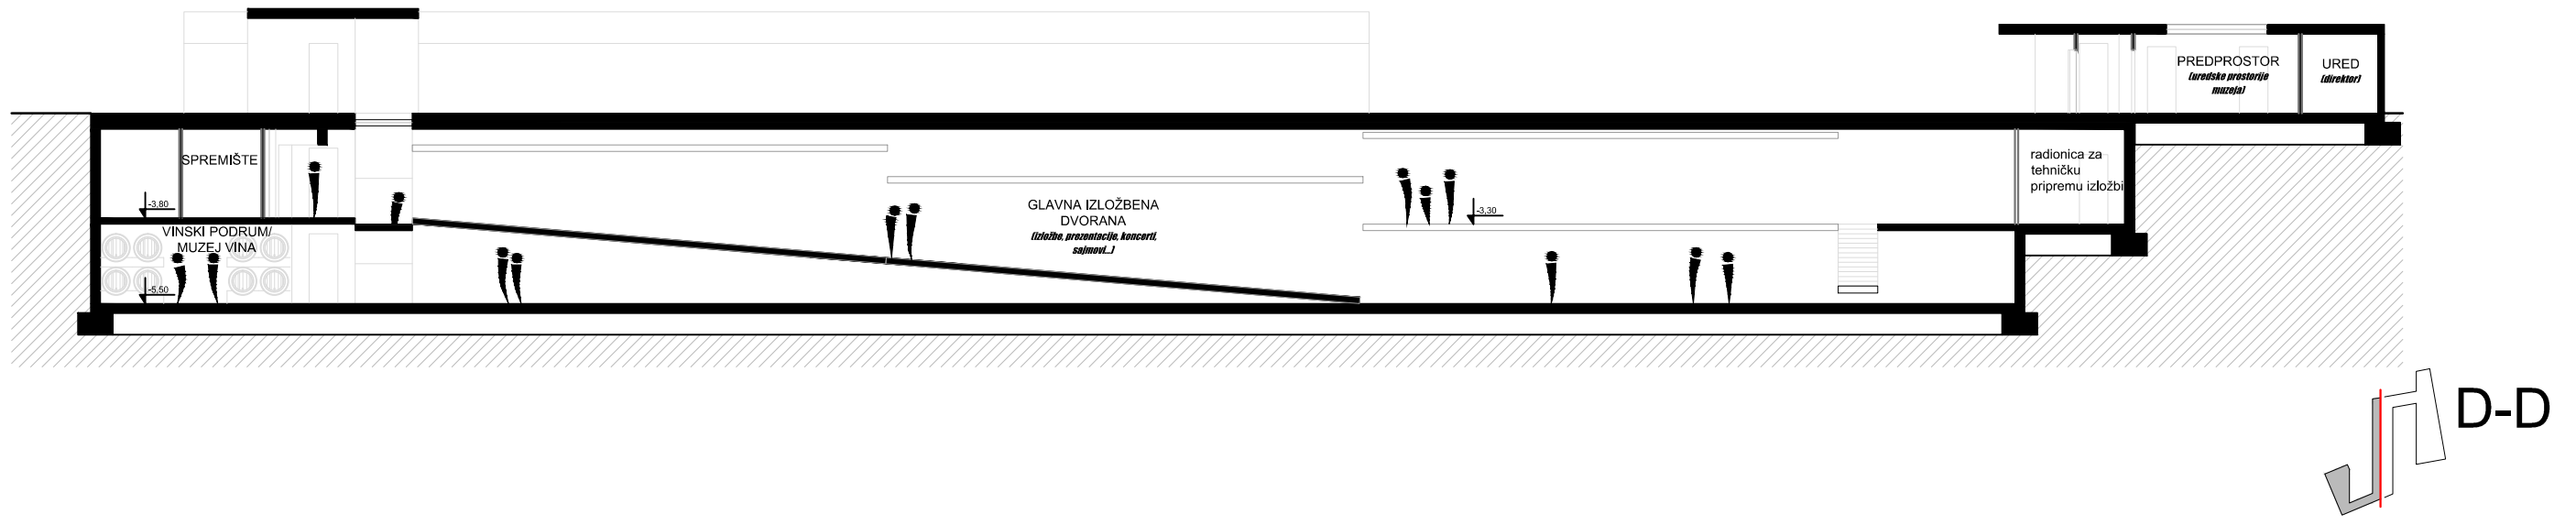 PREDPROSTOR
(uredske prostorije
muzeja)
URED
(direktor)
SPREMIŠTE
-3,80
VINSKI PODRUM/
MUZEJ VINA
-5,50
GLAVNA IZLOŽBENA
DVORANA
(izložbe, prezentacije, koncerti,
sajmovi...)
-3,30
radionica za
tehničku
pripremu izložbi
D-D